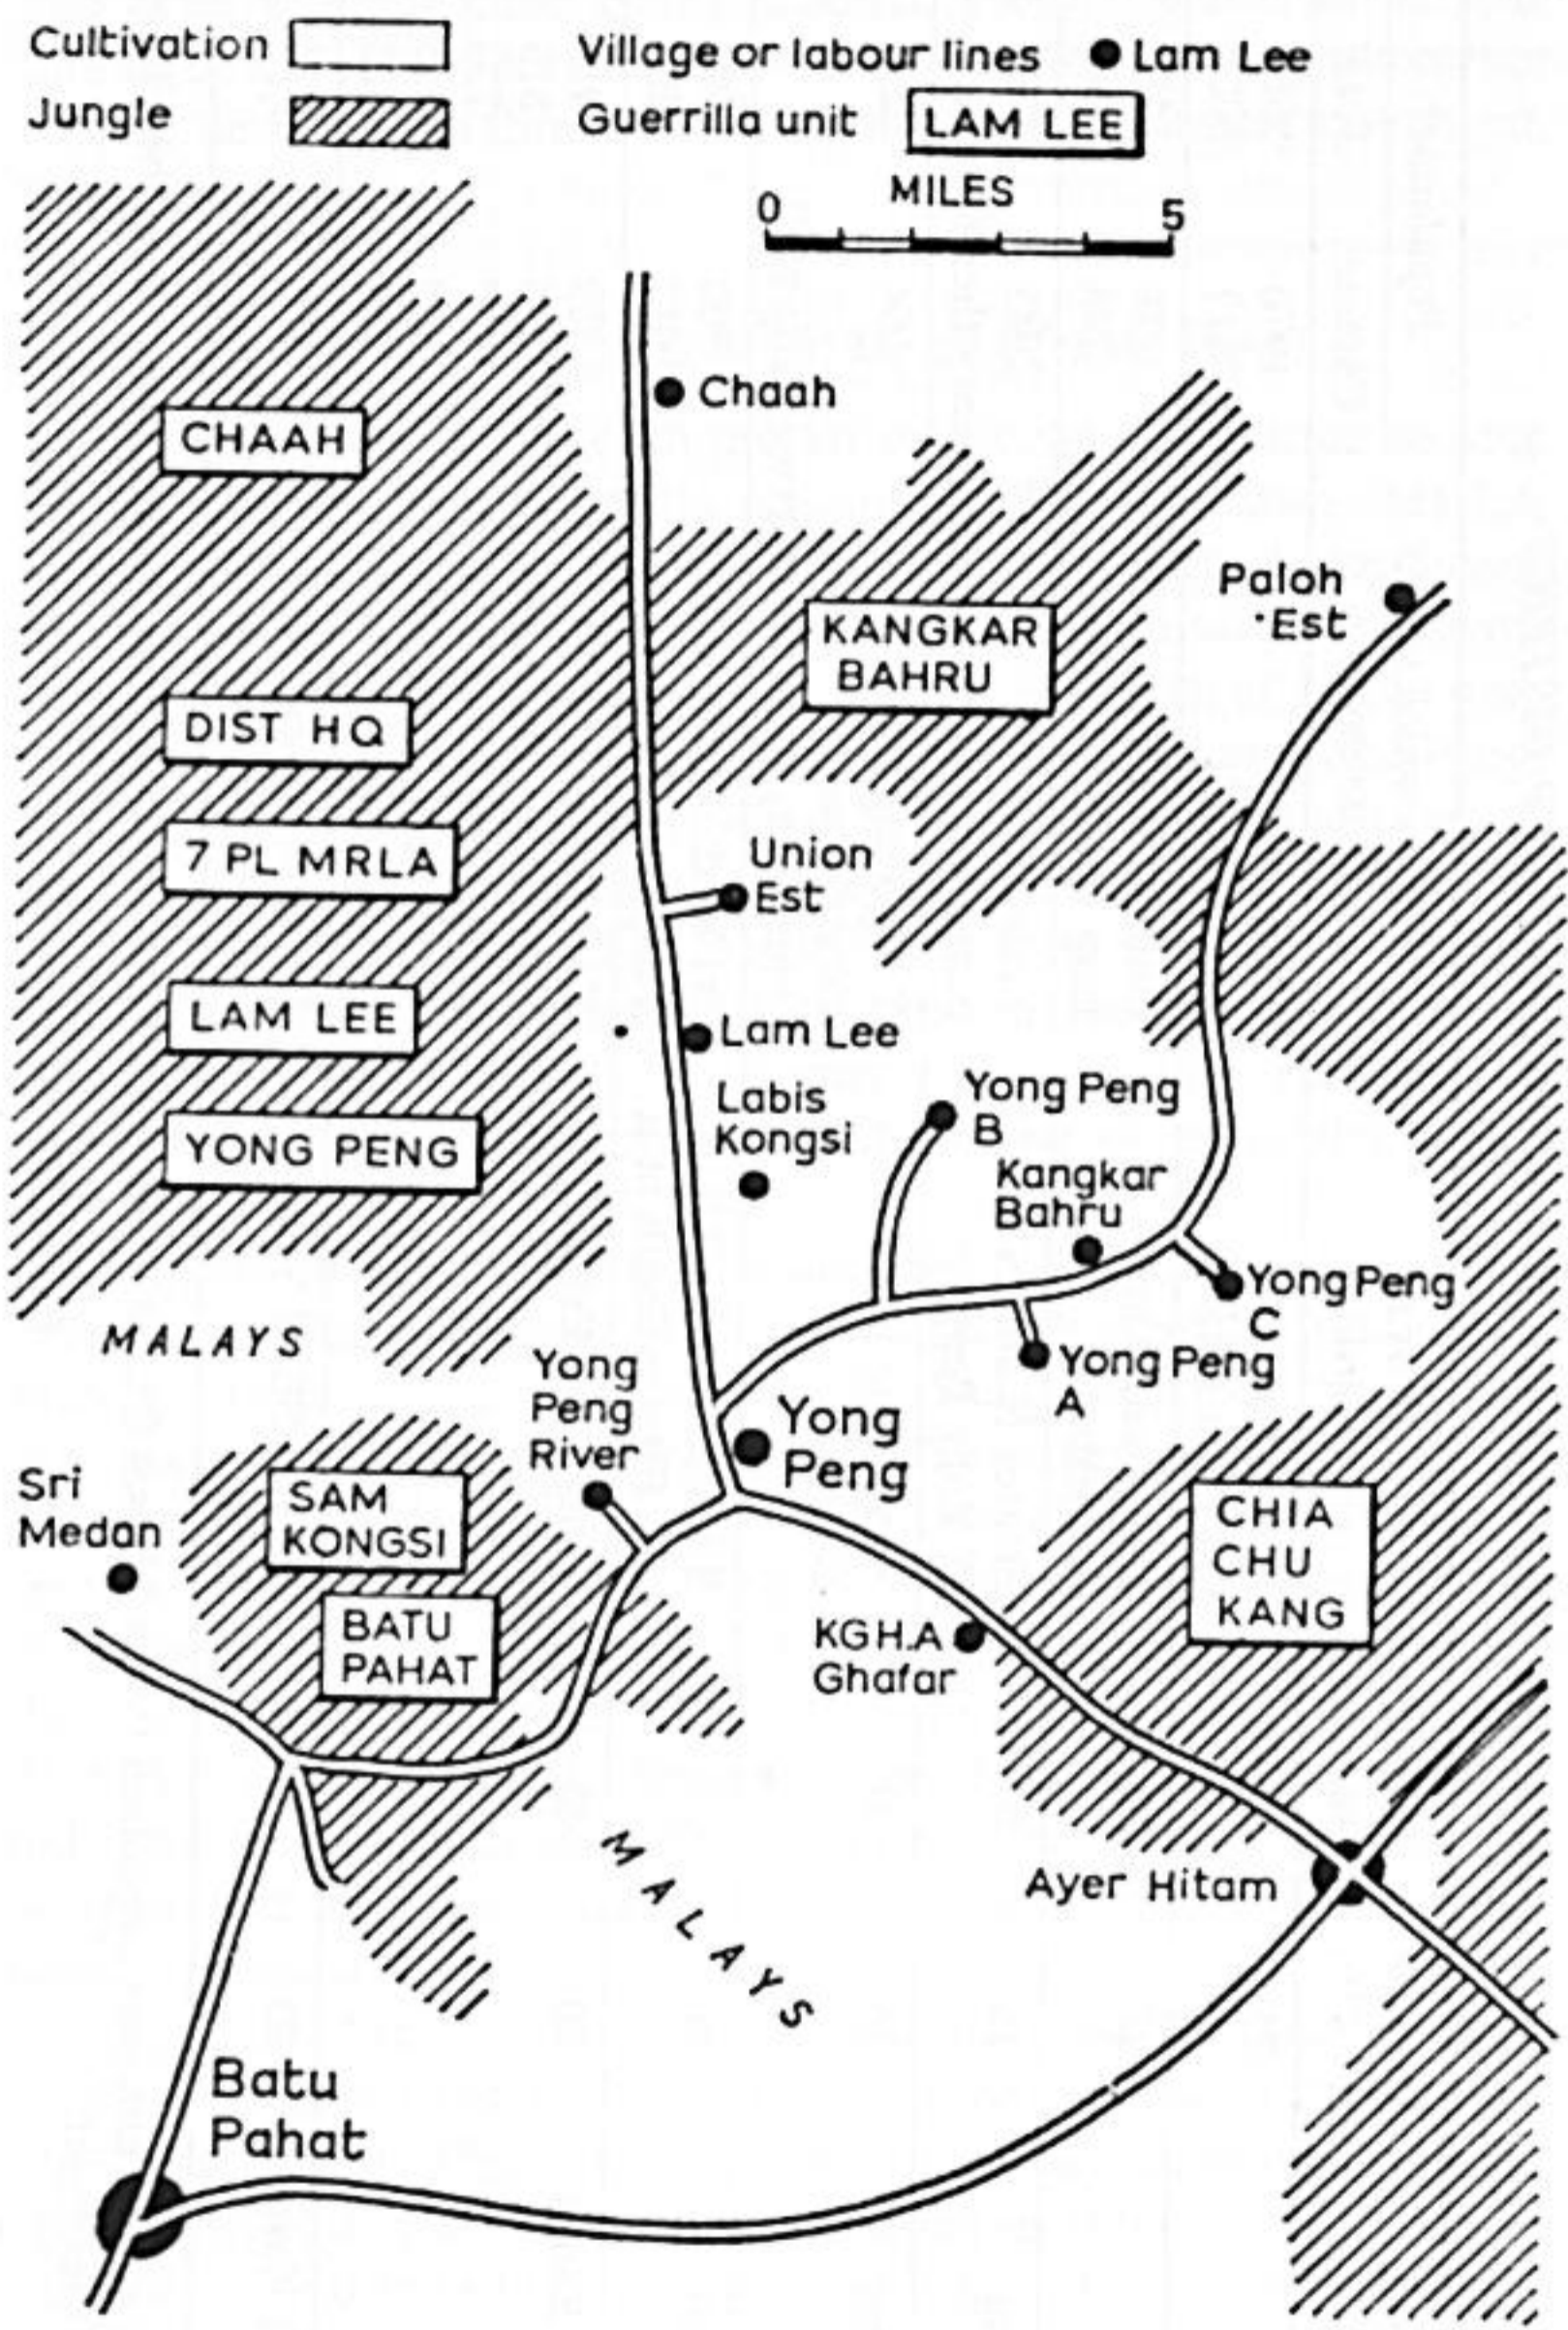 Cultivation
Village or labour lines
Lam Lee
Jungle
Guerrilla unit
LAM LEE
MILES
0
5
Chaah
CHAAH
Paloh
Est
KANGKAR
BAHRU
DIST HQ
7 PL MRLA
Union
Est
LAM LEE
Lam Lee
Labis
Kongsi
Yong Peng
B
YONG PENG
Kangkar
Bahru
Yong Peng
C
MALAYS
Yong Peng
A
Yong
Peng
River
Yong
Peng
Sri
Medan
SAM
KONGSI
CHIA
CHU
KANG
BATU
PAHAT
KG H.A
Ghafar
MALAYS
Ayer Hitam
Batu
Pahat